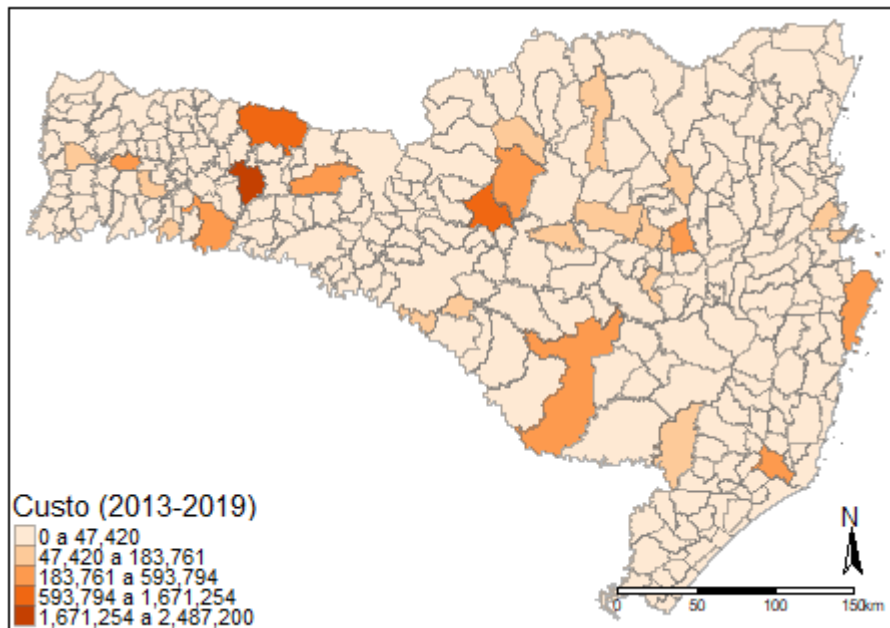 Custo (2013-2019)
0 a 47,420
47,420 a 183,761
183,761 a 593,794
593,794 a 1,671,254
1,671,254 a 2,487,200
N
0 50 100 150km